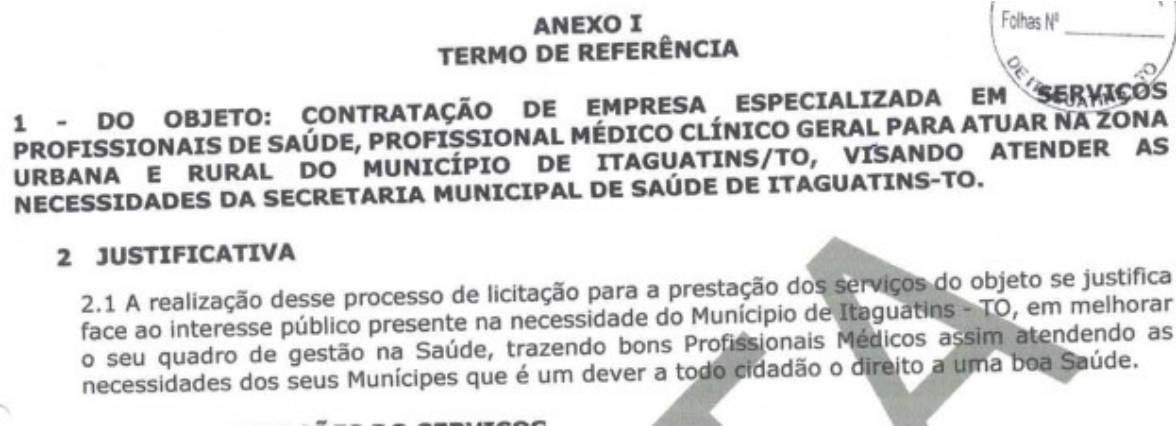 ANEXO I
TERMO DE REFERÊNCIA
Folhas Nº
DE ITAGUATINS TO
1 - DO OBJETO: CONTRATAÇÃO DE EMPRESA ESPECIALIZADA EM SERVIÇOS
PROFISSIONAIS DE SAÚDE, PROFISSIONAL MÉDICO CLÍNICO GERAL PARA ATUAR NA ZONA
URBANA E RURAL DO MUNICÍPIO DE ITAGUATINS/TO, VISANDO ATENDER AS
NECESSIDADES DA SECRETARIA MUNICIPAL DE SAÚDE DE ITAGUATINS-TO.
2 JUSTIFICATIVA
2.1 A realização desse processo de licitação para a prestação dos serviços do objeto se justifica
face ao interesse público presente na necessidade do Munícipio de Itaguatins - TO, em melhorar
o seu quadro de gestão na Saúde, trazendo bons Profissionais Médicos assim atendendo as
necessidades dos seus Munícipes que é um dever a todo cidadão o direito a uma boa Saúde.
SERVIÇOS